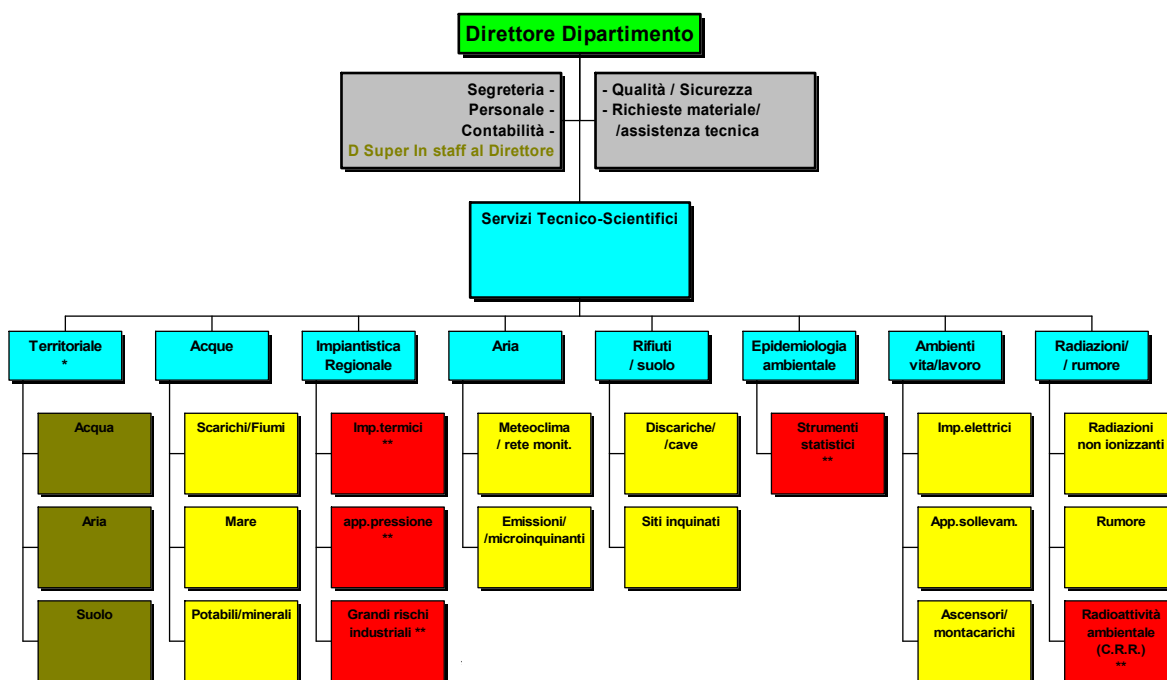 Direttore Dipartimento
Segreteria -
Personale -
Contabilità -
D Super In staff al Direttore
- Qualità / Sicurezza
- Richieste materiale/
/assistenza tecnica
Servizi Tecnico-Scientifici
Territoriale
*
Acque
Impiantistica
Regionale
Aria
Rifiuti
/ suolo
Epidemiologia
ambientale
Ambienti
vita/lavoro
Radiazioni/
/ rumore
Acqua
Scarichi/Fiumi
Imp.termici
**
Meteoclima
/ rete monit.
Discariche/
/cave
Strumenti
statistici
**
Imp.elettrici
Radiazioni
non ionizzanti
Aria
Mare
app.pressione
**
Emissioni/
/microinquinanti
Siti inquinati
App.sollevam.
Rumore
Suolo
Potabili/minerali
Grandi rischi
industriali **
Ascensori/
montacarichi
Radioattività
ambientale
(C.R.R.)
**